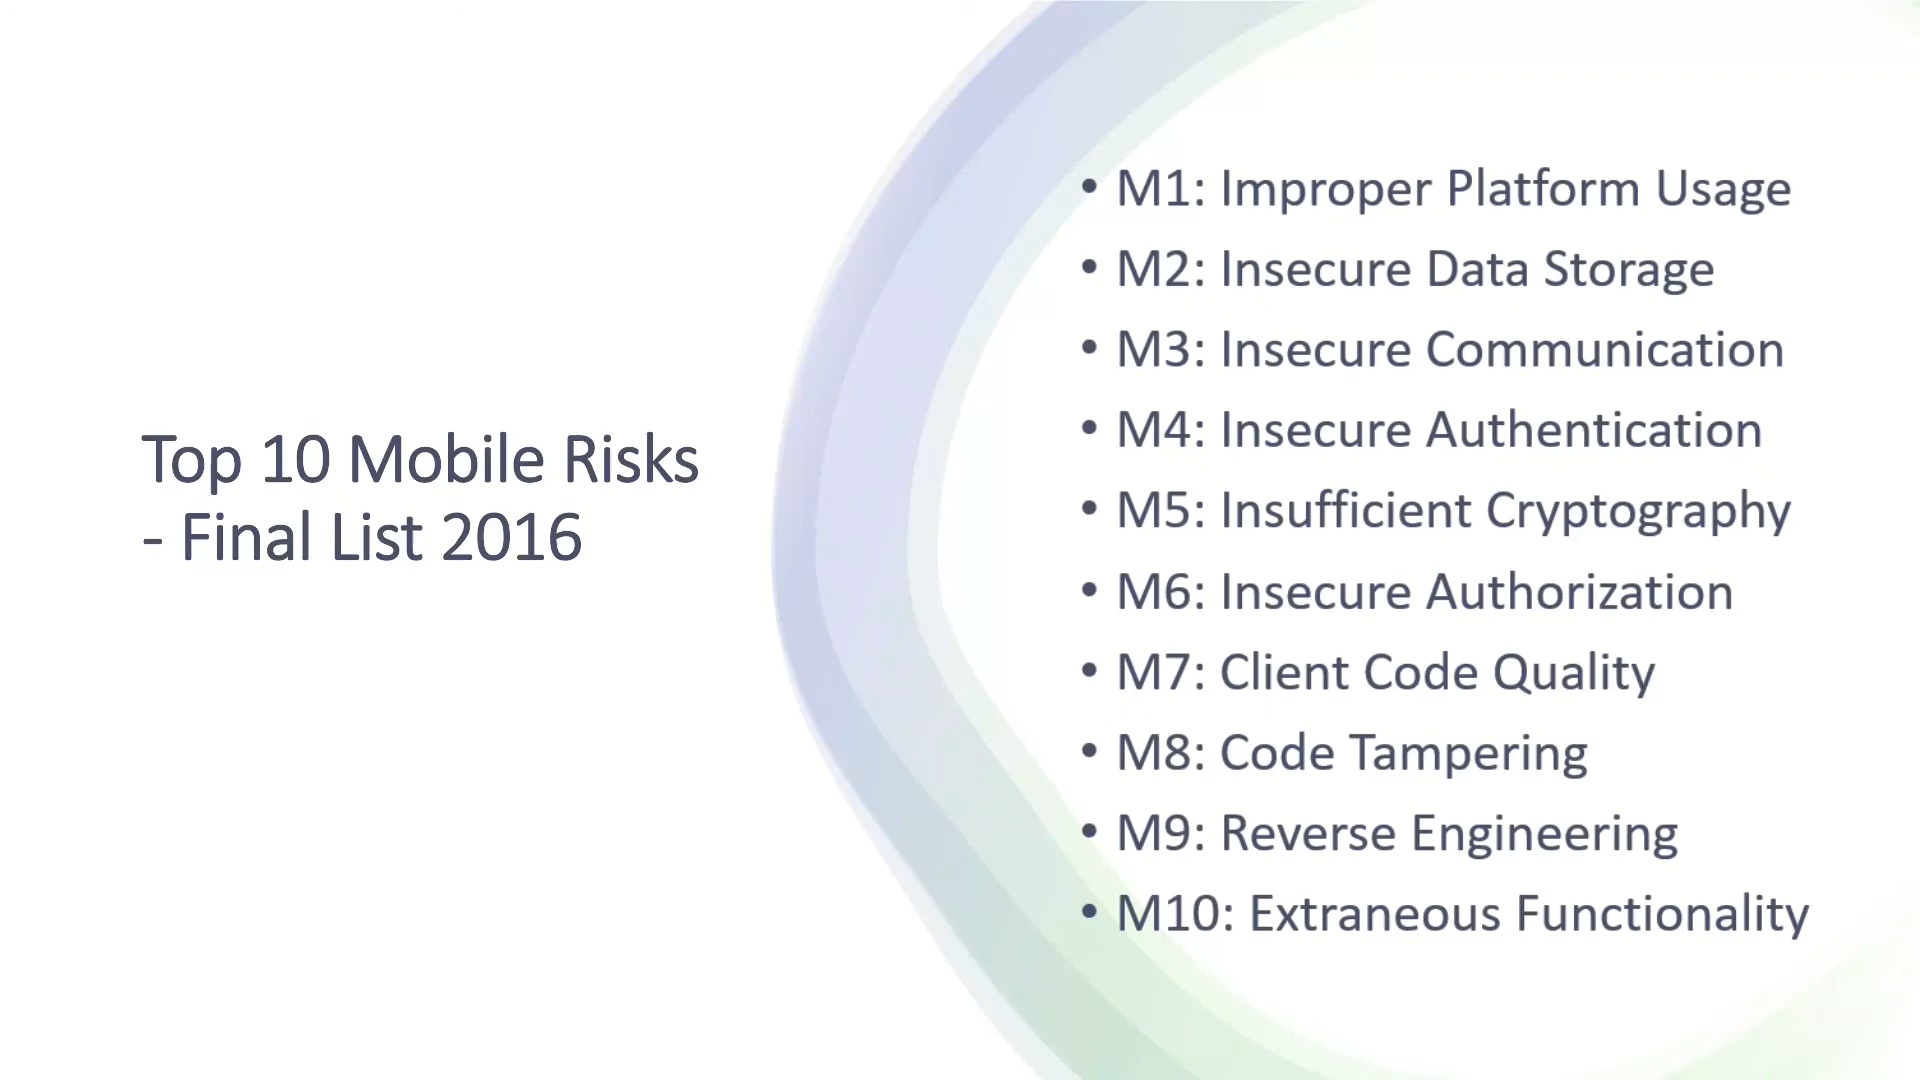 Top 10 Mobile Risks
- Final List 2016
• M1: Improper Platform Usage
• M2: Insecure Data Storage
• M3: Insecure Communication
• M4: Insecure Authentication
• M5: Insufficient Cryptography
• M6: Insecure Authorization
• M7: Client Code Quality
• M8: Code Tampering
• M9: Reverse Engineering
• M10: Extraneous Functionality